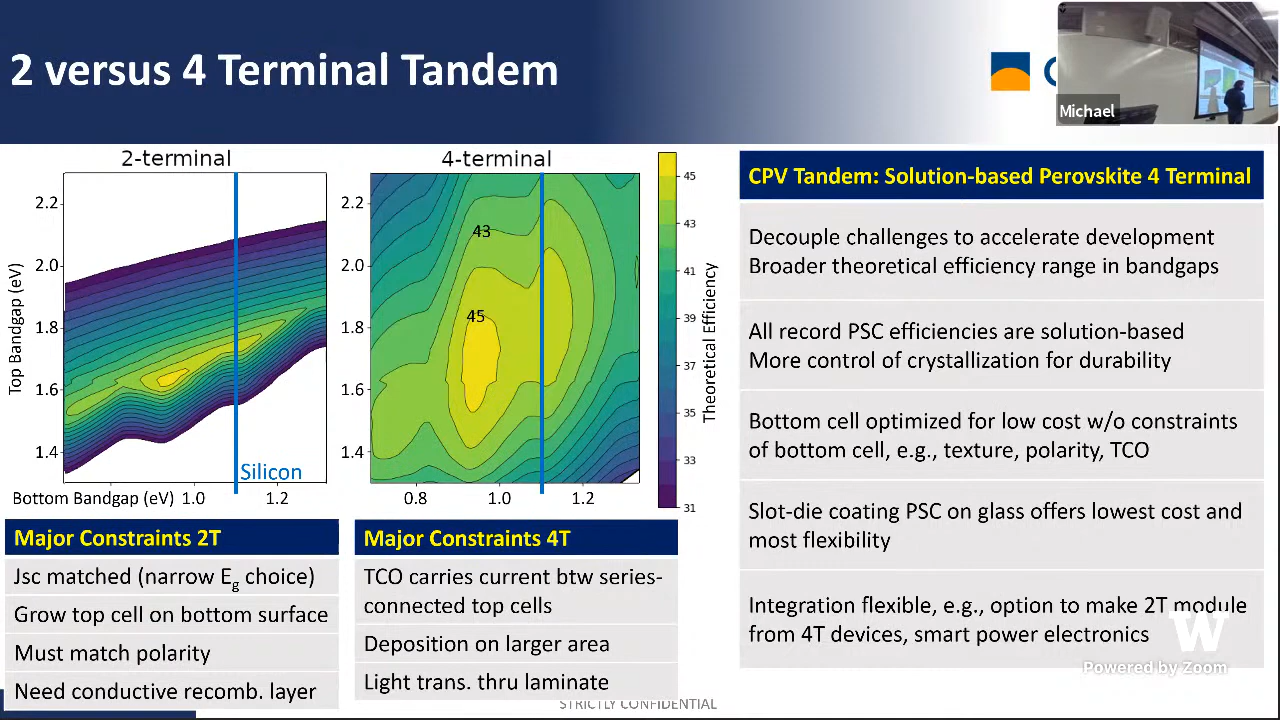 2 versus 4 Terminal Tandem
Michael
2-terminal
4-terminal
Top Bandgap (eV)
2.2
2.0
1.8
1.6
1.4
Silicon
Bottom Bandgap (eV) 1.0 1.2
2.2
2.0
1.8
1.6
1.4
43
45
0.8 1.0 1.2
45
43
41
39
37
35
33
31
Theoretical Efficiency
Major Constraints 2T
Jsc matched (narrow Eg choice)
Grow top cell on bottom surface
Must match polarity
Need conductive recomb. layer
Major Constraints 4T
TCO carries current btw series-
connected top cells
Deposition on larger area
Light trans. thru laminate
CPV Tandem: Solution-based Perovskite 4 Terminal
Decouple challenges to accelerate development
Broader theoretical efficiency range in bandgaps
All record PSC efficiencies are solution-based
More control of crystallization for durability
Bottom cell optimized for low cost w/o constraints
of bottom cell, e.g., texture, polarity, TCO
Slot-die coating PSC on glass offers lowest cost and
most flexibility
Integration flexible, e.g., option to make 2T module
from 4T devices, smart power electronics
W
Powered by Zoom
STRICTLY CONFIDENTIAL